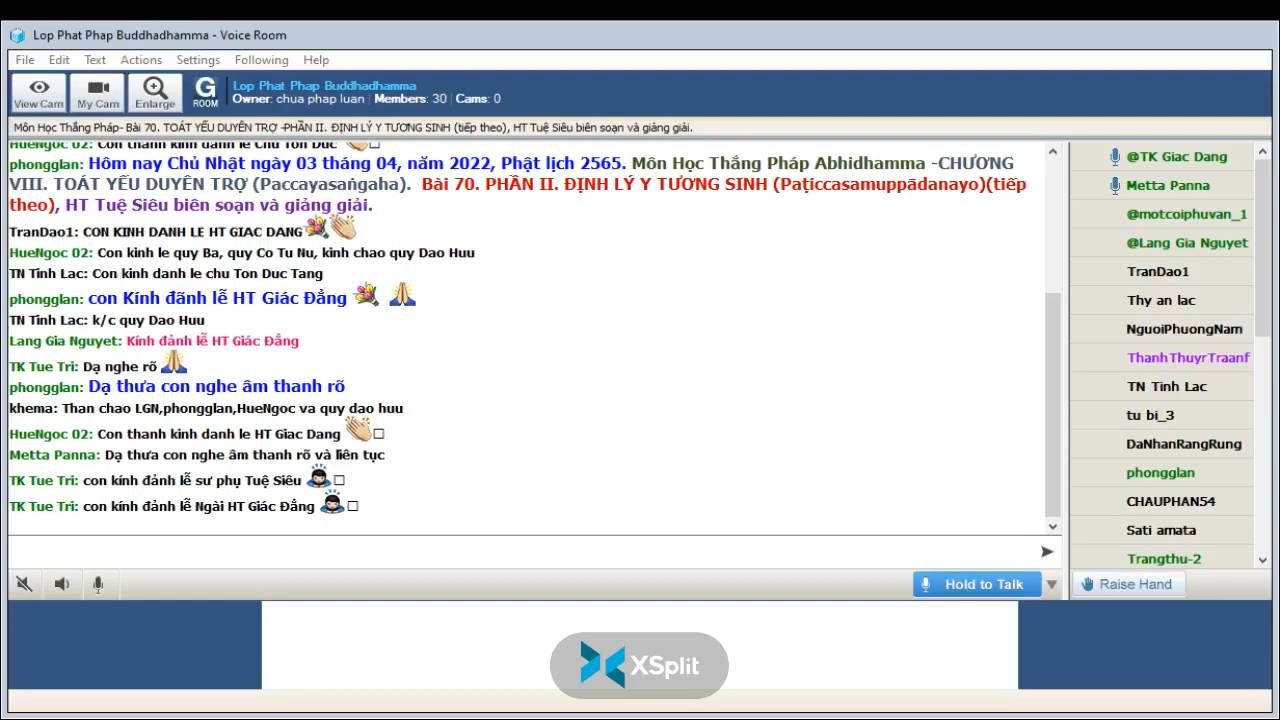 Lop Phat Phap Buddhadhamma - Voice Room
File Edit Text Actions Settings Following Help
View Cam My Cam Enlarge G ROOM
Lop Phat Phap Buddhadhamma
Owner: chua phap luan | Members: 30 | Cams: 0
Môn Học Thắng Pháp- Bài 70. TOÁT YẾU DUYÊN TRỢ -PHẦN II. ĐỊNH LÝ Y TƯƠNG SINH (tiếp theo), HT Tuệ Siêu biên soạn và giảng giải.
HueNgoc 02: Con thanh kinh danh le Chu Ton Duc
phongglan: Hôm nay Chủ Nhật ngày 03 tháng 04, năm 2022, Phật lịch 2565. Môn Học Thắng Pháp Abhidhamma -CHƯƠNG
VIII. TOÁT YẾU DUYÊN TRỢ (Paccayasaṅgaha). Bài 70. PHẦN II. ĐỊNH LÝ Y TƯƠNG SINH (Paṭiccasamuppādanayo)(tiếp
theo), HT Tuệ Siêu biên soạn và giảng giải.
TranDao1: CON KINH DANH LE HT GIAC DANG
HueNgoc 02: Con kinh le quy Ba, quy Co Tu Nu, kinh chao quy Dao Huu
TN Tinh Lac: Con kinh danh le chu Ton Duc Tang
phongglan: con Kính đãnh lễ HT Giác Đẳng
TN Tinh Lac: k/c quy Dao Huu
Lang Gia Nguyet: Kính đảnh lễ HT Giác Đẳng
TK Tue Tri: Dạ nghe rõ
phongglan: Dạ thưa con nghe âm thanh rõ
khema: Than chao LGN,phongglan,HueNgoc va quy dao huu
HueNgoc 02: Con thanh kinh danh le HT Giac Dang
Metta Panna: Dạ thưa con nghe âm thanh rõ và liên tục
TK Tue Tri: con kính đảnh lễ sư phụ Tuệ Siêu
TK Tue Tri: con kính đảnh lễ Ngài HT Giác Đẳng
@TK Giac Dang
Metta Panna
@motcoiphuvan_1
@Lang Gia Nguyet
TranDao1
Thy an lac
NguoiPhuongNam
ThanhThuyrTraanf
TN Tinh Lac
tu bi_3
DaNhanRangRung
phongglan
CHAUPHAN54
Sati amata
Trangthu-2
Hold to Talk
Raise Hand
XSplit